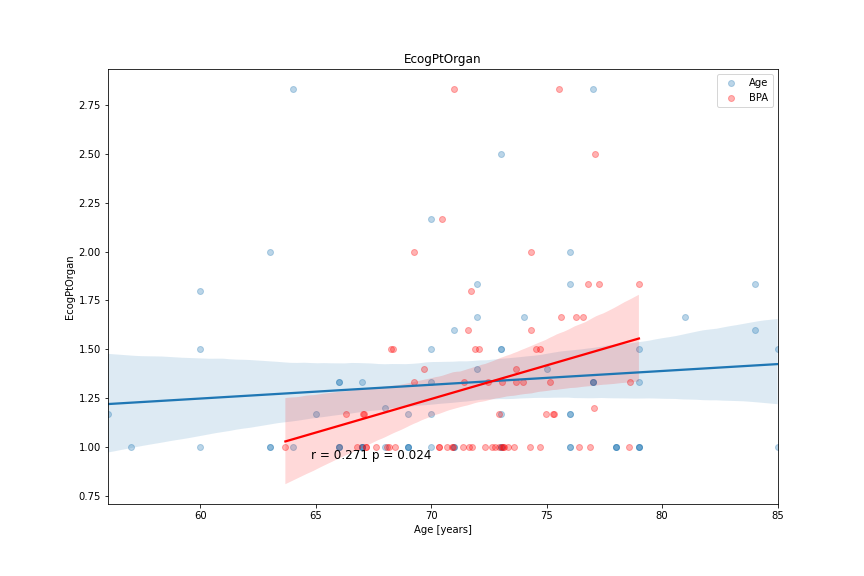 EcogPtOrgan
Age
BPA
EcogPtOrgan
2.75
2.50
2.25
2.00
1.75
1.50
1.25
1.00
0.75
r = 0.271 p = 0.024
60
65
70
75
80
85
Age [years]